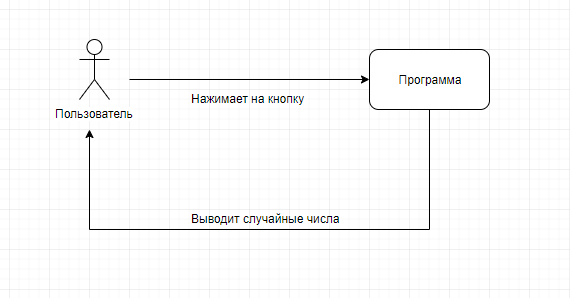 Программа
Нажимает на кнопку
Пользователь
Выводит случайные числа